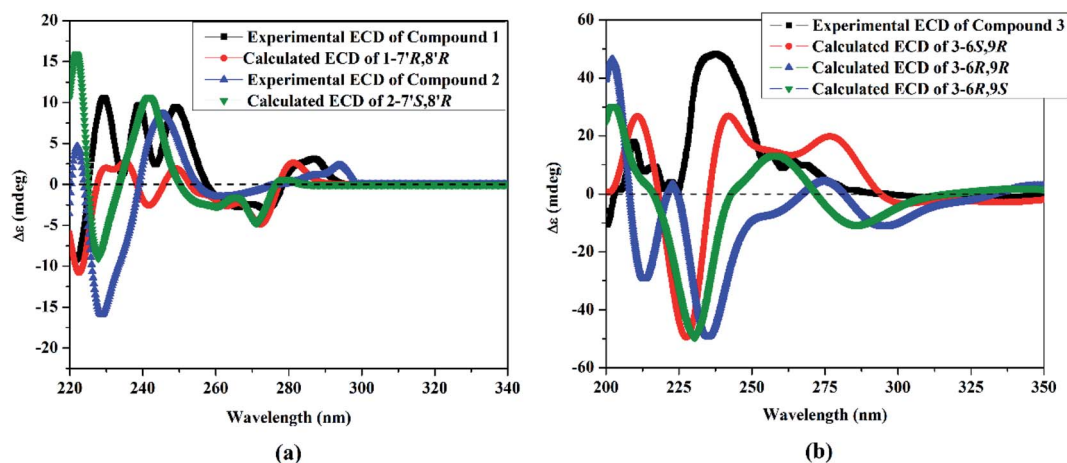 Experimental ECD of Compound 1
Calculated ECD of 1-7'R,8'R
Experimental ECD of Compound 2
Calculated ECD of 2-7'S,8'R
20
15
10
5
0
-5
-10
-15
-20
Δε (mdeg)
220 240 260 280 300 320 340
Wavelength (nm)
(a)
Experimental ECD of Compound 3
Calculated ECD of 3-6S,9R
Calculated ECD of 3-6R,9R
Calculated ECD of 3-6R,9S
60
40
20
0
-20
-40
-60
Δε (mdeg)
200 225 250 275 300 325 350
Wavelength (nm)
(b)